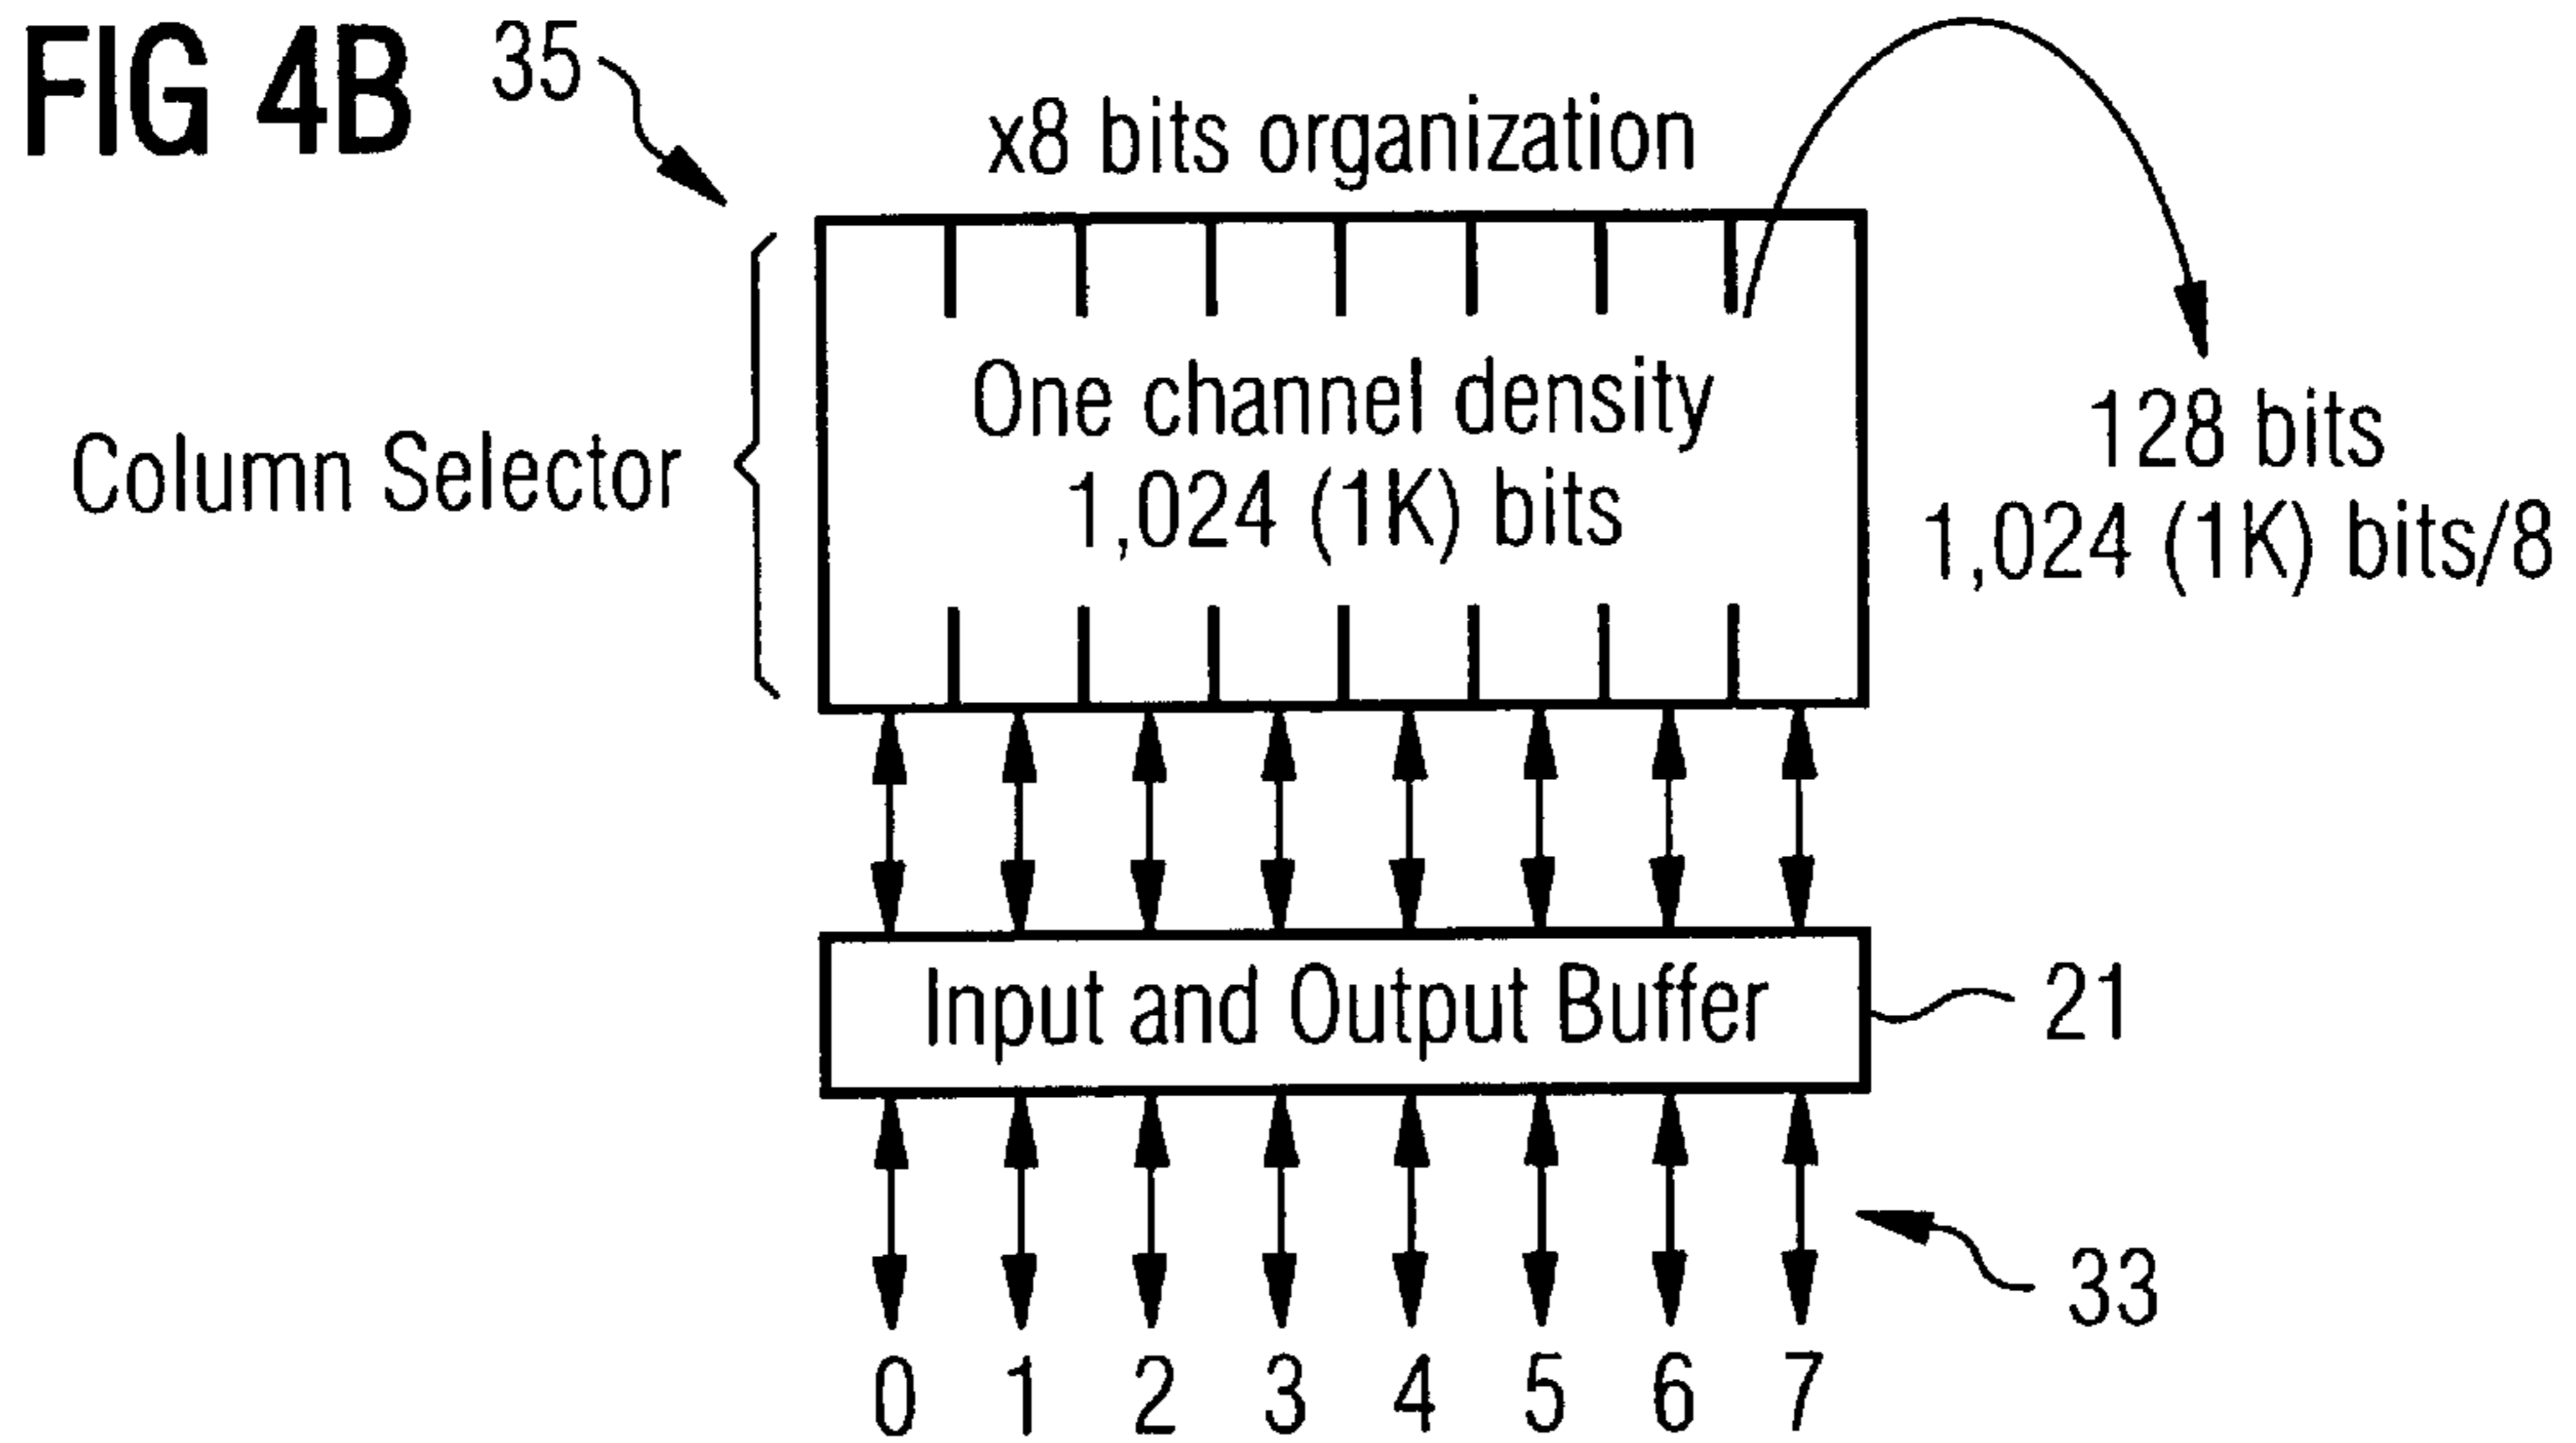 FIG 4B
35
x8 bits organization
Column Selector
One channel density
1,024 (1K) bits
128 bits
1,024 (1K) bits/8
Input and Output Buffer
21
33
0 1 2 3 4 5 6 7